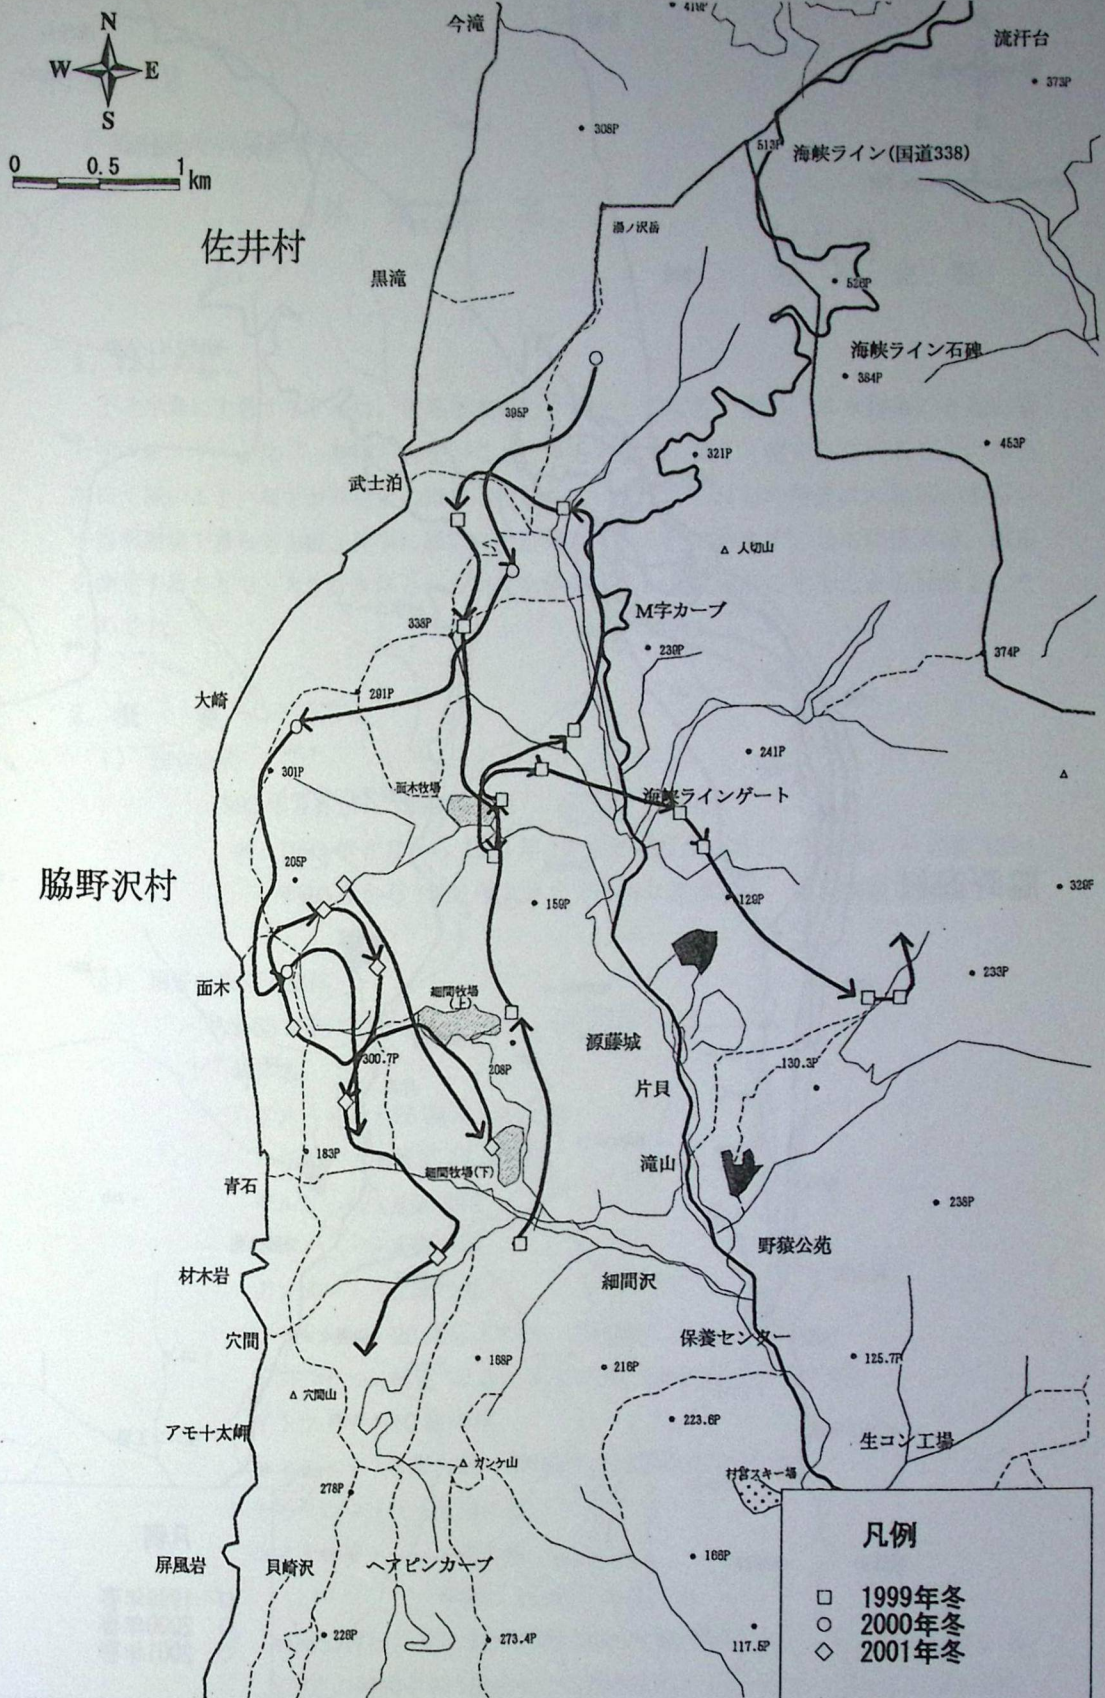 今滝
419P
流汗台
N
W E
S
373P
308P
513P
海峡ライン(国道338)
0 0.5 1 km
湯ノ沢岳
佐井村
黒滝
526P
海峡ライン石碑
384P
395P
453P
321P
武士泊
人切山
M字カーブ
338P
239P
374P
291P
大崎
241P
301P
面木牧場
海峡ラインゲート
205P
脇野沢村
329P
129P
159P
233P
面木
細間牧場
(上)
源藤城
300.7P
208P
130.3P
片貝
183P
滝山
細間牧場(下)
青石
238P
野猿公苑
材木岩
細間沢
穴間
保養センター
168P
216P
125.7P
穴間山
223.6P
アモ十太岬
生コン工場
ガンケ山
村営スキー場
278P
凡例
屏風岩
貝崎沢
ヘアピンカーブ
166P
1999年冬
2000年冬
226P
273.4P
117.5P
2001年冬